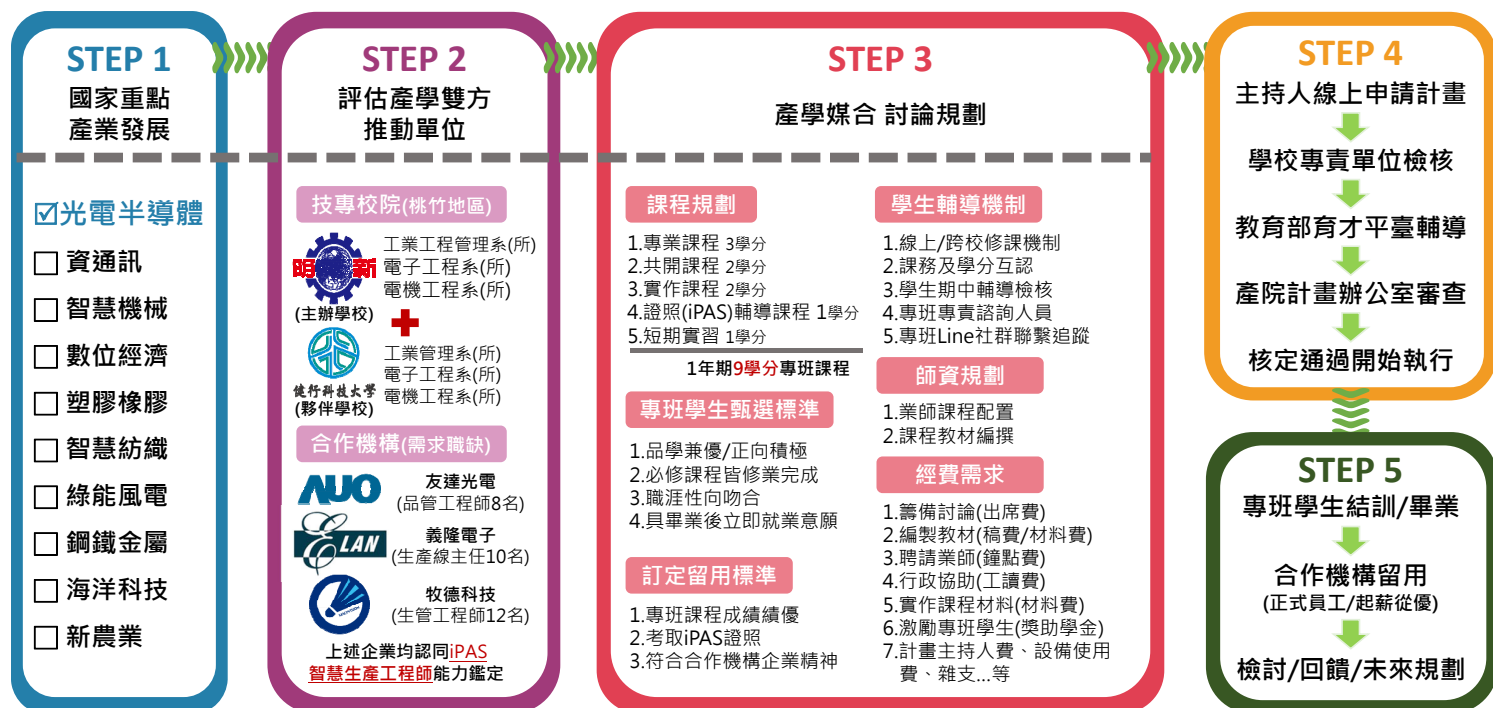 STEP 1
國家重點
產業發展
☑光電半導體
□ 資通訊
□ 智慧機械
□ 數位經濟
□ 塑膠橡膠
□ 智慧紡織
□ 綠能風電
□ 鋼鐵金屬
□ 海洋科技
□ 新農業
STEP 2
評估產學雙方
推動單位
技專校院(桃竹地區)
明新
工業工程管理系(所)
電子工程系(所)
電機工程系(所)
(主辦學校)
健行科技大學
(夥伴學校)
工業管理系(所)
電子工程系(所)
電機工程系(所)
合作機構(需求職缺)
AUO
友達光電
(品管工程師8名)
ELAN
義隆電子
(生產線主任10名)
牧德科技
(生管工程師12名)
上述企業均認同iPAS
智慧生產工程師能力鑑定
STEP 3
產學媒合 討論規劃
課程規劃
1.專業課程 3學分
2.共開課程 2學分
3.實作課程 2學分
4.證照(iPAS)輔導課程 1學分
5.短期實習 1學分
1年期9學分專班課程
專班學生甄選標準
1.品學兼優/正向積極
2.必修課程皆修業完成
3.職涯性向吻合
4.具畢業後立即就業意願
訂定留用標準
1.專班課程成績績優
2.考取iPAS證照
3.符合合作機構企業精神
學生輔導機制
1.線上/跨校修課機制
2.課務及學分互認
3.學生期中輔導檢核
4.專班專責諮詢人員
5.專班Line社群聯繫追蹤
師資規劃
1.業師課程配置
2.課程教材編撰
經費需求
1.籌備討論(出席費)
2.編製教材(稿費/材料費)
3.聘請業師(鐘點費)
4.行政協助(工讀費)
5.實作課程材料(材料費)
6.激勵專班學生(獎助學金)
7.計畫主持人費、設備使用
費、雜支...等
STEP 4
主持人線上申請計畫
學校專責單位檢核
教育部育才平臺輔導
產院計畫辦公室審查
核定通過開始執行
STEP 5
專班學生結訓/畢業
合作機構留用
(正式員工/起薪從優)
檢討/回饋/未來規劃